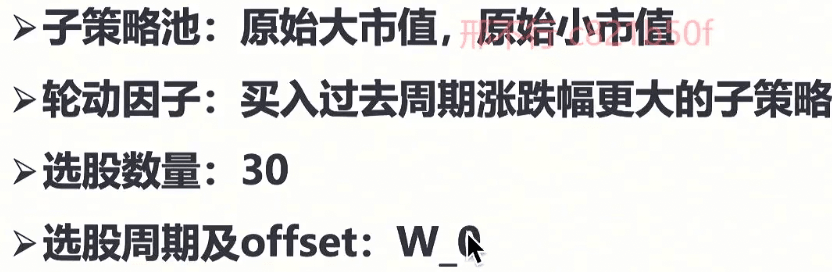 ➢子策略池：原始大市值，原始小市值
➢轮动因子：买入过去周期涨跌幅更大的子策略
➢选股数量：30
➢选股周期及offset：W_0